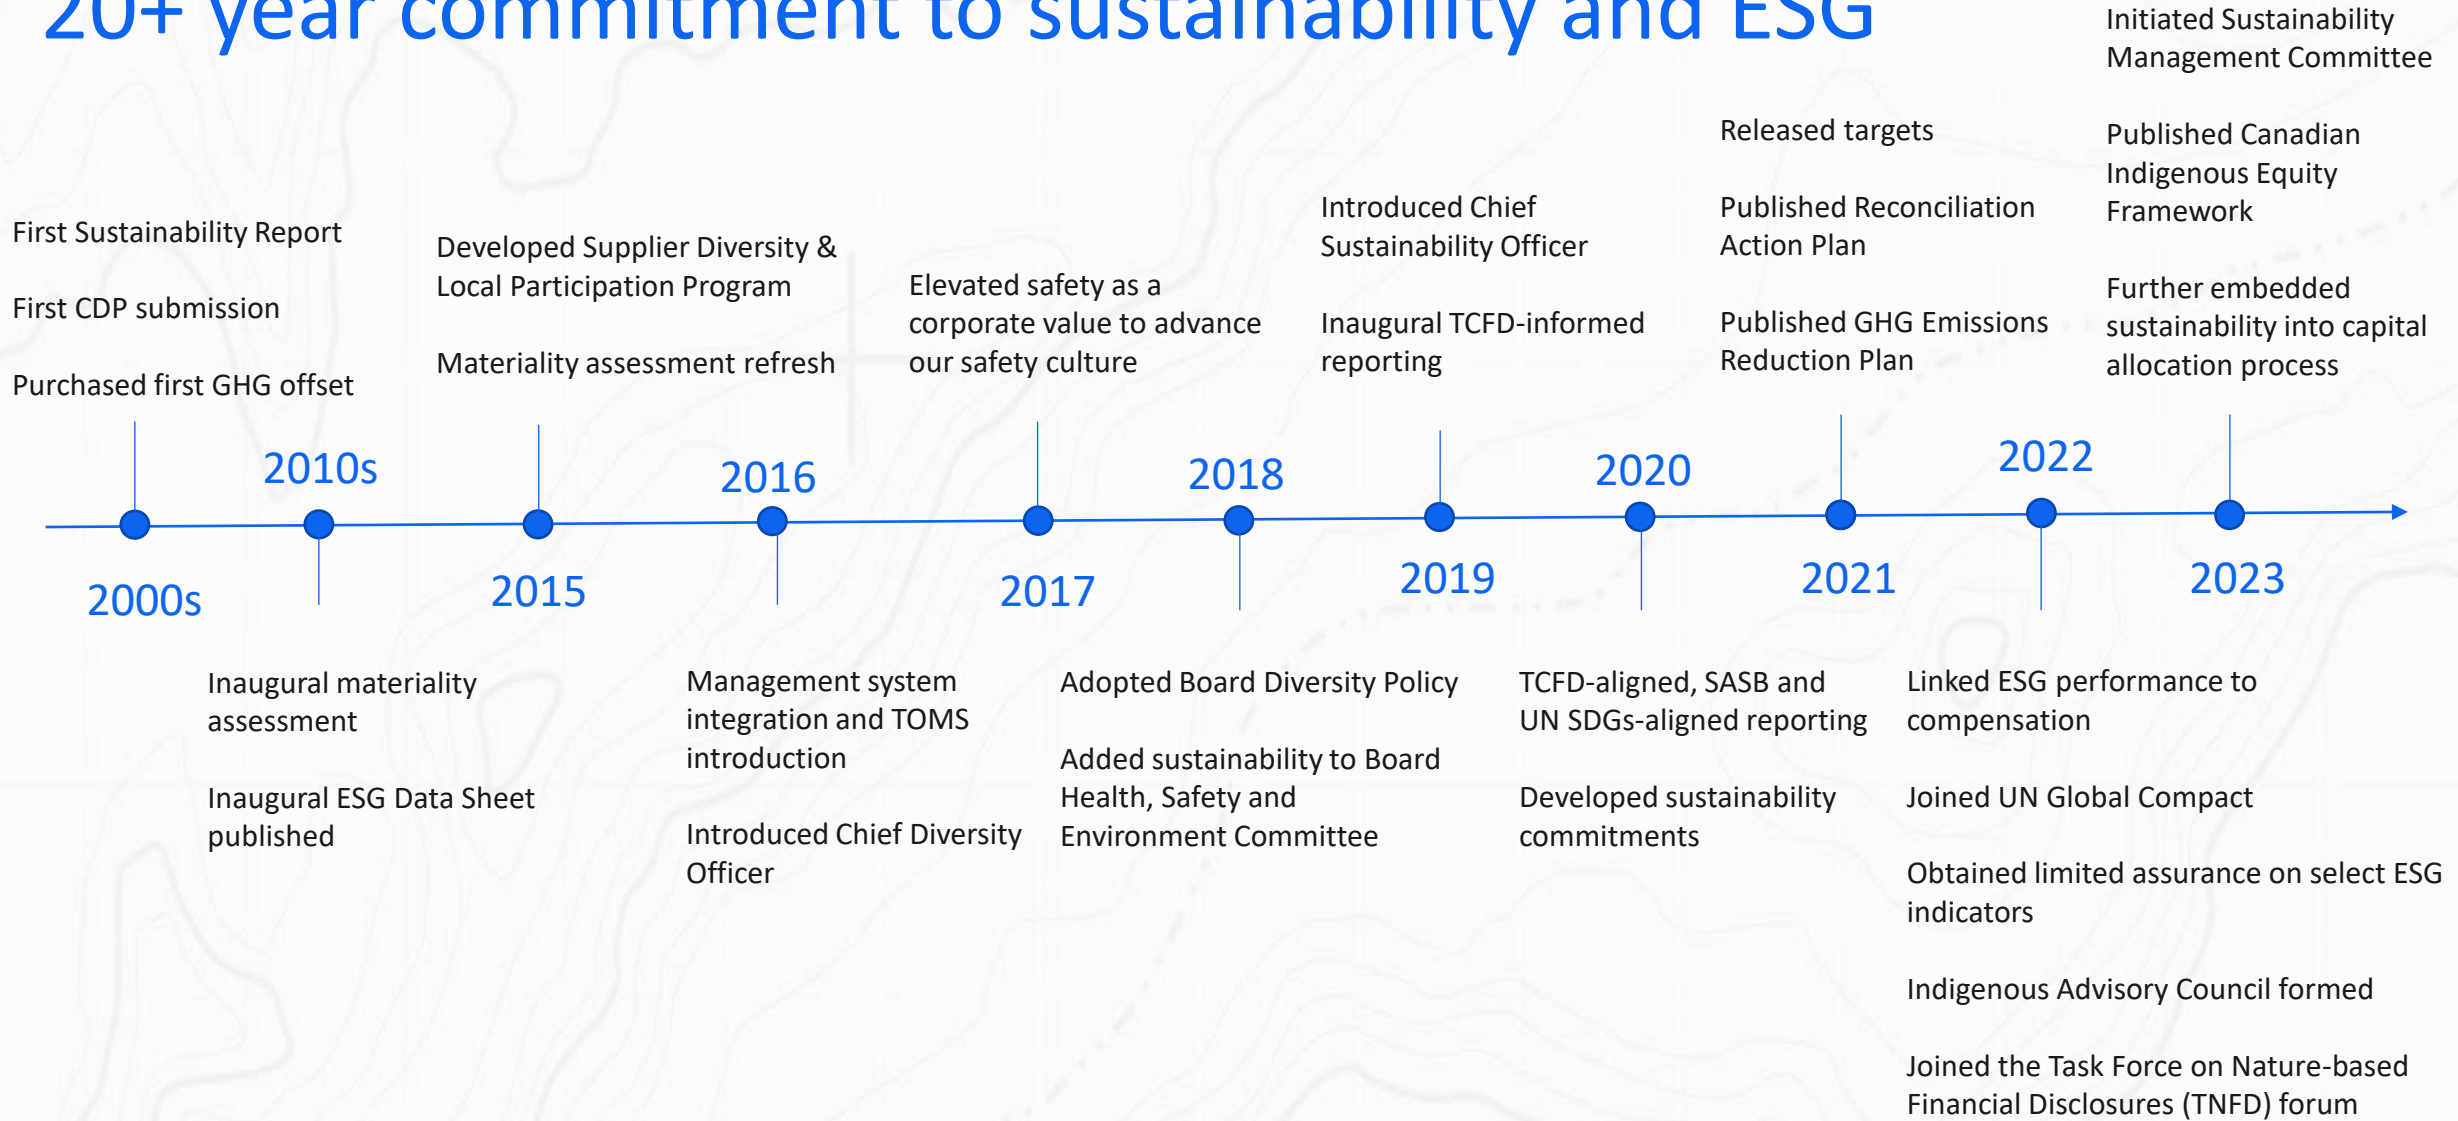 20+ year commitment to sustainability and ESG
First Sustainability Report
First CDP submission
Purchased first GHG offset
2000s
2010s
Inaugural materiality
assessment
Inaugural ESG Data Sheet
published
Developed Supplier Diversity &
Local Participation Program
Materiality assessment refresh
2015
2016
Management system
integration and TOMS
introduction
Introduced Chief Diversity
Officer
Elevated safety as a
corporate value to advance
our safety culture
2017
2018
Adopted Board Diversity Policy
Added sustainability to Board
Health, Safety and
Environment Committee
Introduced Chief
Sustainability Officer
Inaugural TCFD-informed
reporting
2019
2020
TCFD-aligned, SASB and
UN SDGs-aligned reporting
Developed sustainability
commitments
Released targets
Published Reconciliation
Action Plan
Published GHG Emissions
Reduction Plan
2021
2022
Linked ESG performance to
compensation
Joined UN Global Compact
Obtained limited assurance on select ESG
indicators
Indigenous Advisory Council formed
Joined the Task Force on Nature-based
Financial Disclosures (TNFD) forum
Initiated Sustainability
Management Committee
Published Canadian
Indigenous Equity
Framework
Further embedded
sustainability into capital
allocation process
2023